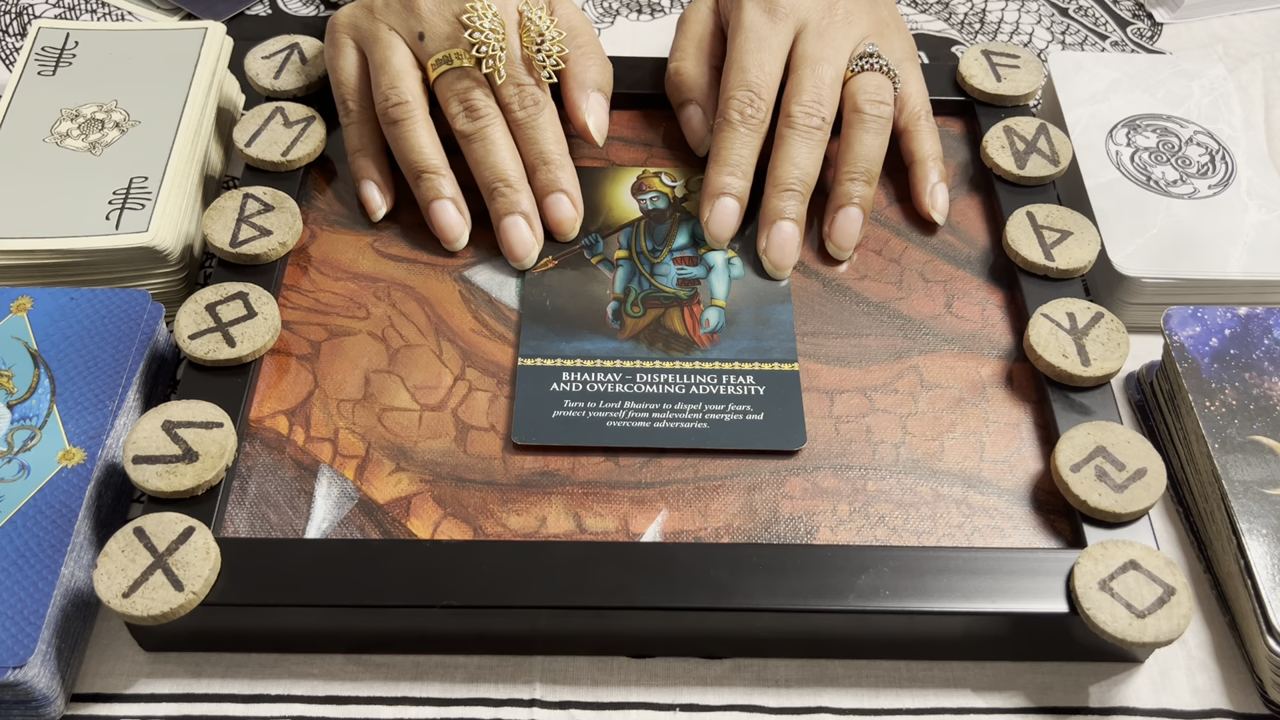 BHAIRAV – DISPELLING FEAR
AND OVERCOMING ADVERSITY
Turn to Lord Bhairav to dispel your fears,
protect yourself from malevolent energies and
overcome adversaries.